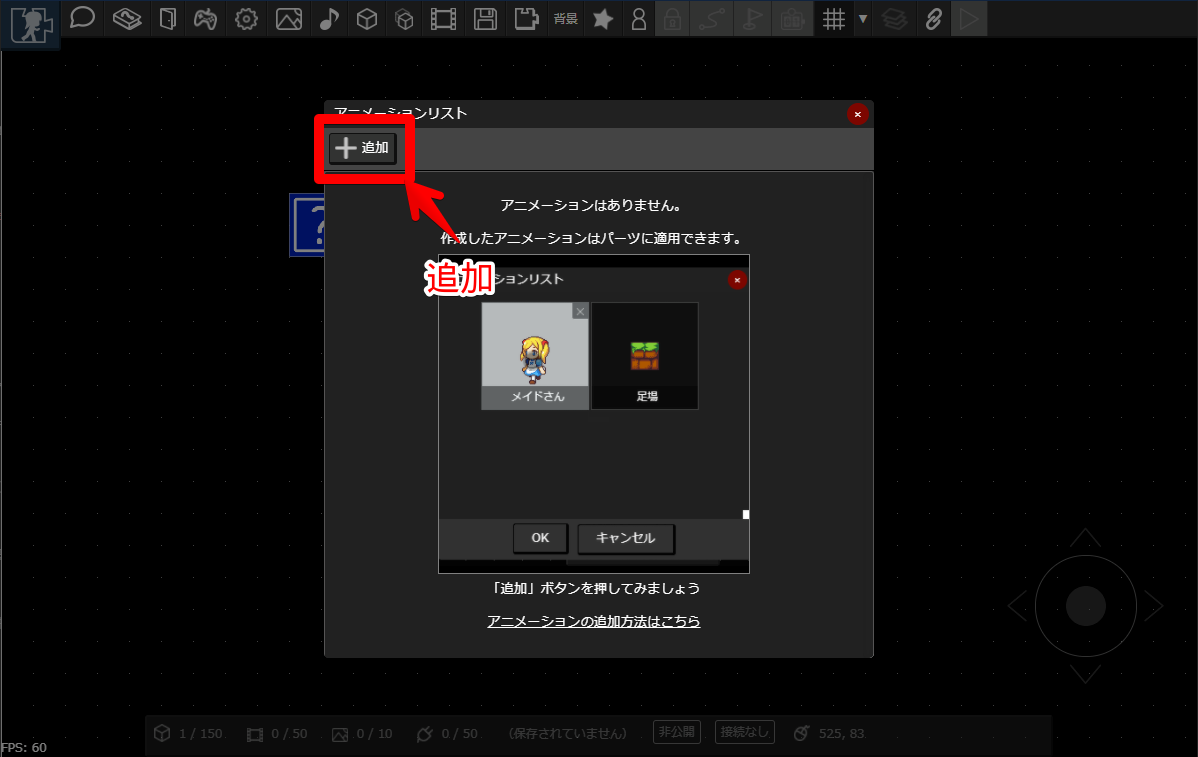 背景
アニメーションリスト
追加
アニメーションはありません。
作成したアニメーションはパーツに適用できます。
追加
ションリスト
メイドさん
足場
OK
キャンセル
「追加」ボタンを押してみましょう
アニメーションの追加方法はこちら
1 / 150
0 / 50
0 / 10
0 / 50
（保存されていません）
非公開
接続なし
525, 83
FPS: 60